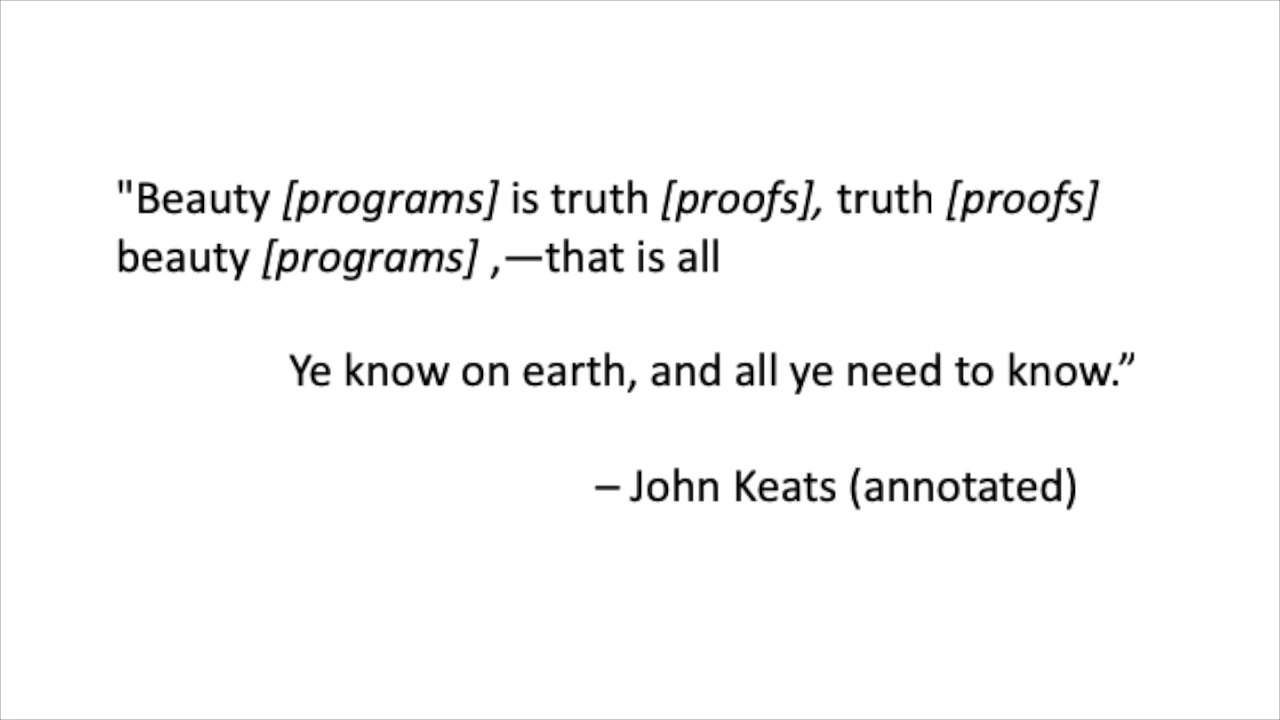 "Beauty [programs] is truth [proofs], truth [proofs]
beauty [programs] ,—that is all
Ye know on earth, and all ye need to know.”
– John Keats (annotated)